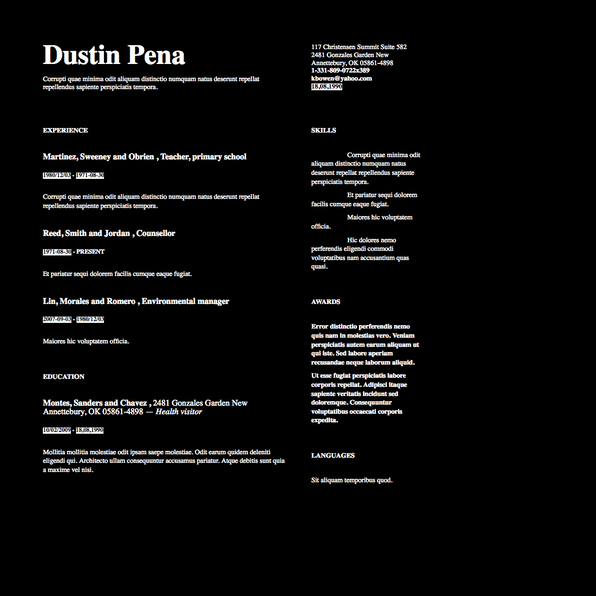 Dustin Pena
Corrupti quae minima odit aliquam distinctio numquam natus deserunt repellat
repellendus sapiente perspiciatis tempora.
117 Christensen Summit Suite 582
2481 Gonzales Garden New
Annettebury, OK 05861-4898
1-331-809-0722x389
kbowen@yahoo.com
18.08.1990
EXPERIENCE
Martinez, Sweeney and Obrien , Teacher, primary school
1980/12/03 - 1971-08-30
Corrupti quae minima odit aliquam distinctio numquam natus deserunt repellat
repellendus sapiente perspiciatis tempora.
Reed, Smith and Jordan , Counsellor
1971-08-30 - PRESENT
Et pariatur sequi dolorem facilis cumque eaque fugit.
Lin, Morales and Romero , Environmental manager
2007-09-02 - 1980/12/03
Maiores hic voluptatem officia.
EDUCATION
Montes, Sanders and Chavez , 2481 Gonzales Garden New
Annettebury, OK 05861-4898 — Health visitor
10/02/2009 - 18.08.1990
Mollitia mollitia molestiae odit ipsam saepe molestiae. Odit earum quidem deleniti
eligendi qui. Architecto ullam consequuntur accusamus pariatur. Atque debitis sunt quia
a maxime vel nisi.
SKILLS
Corrupti quae minima odit
aliquam distinctio numquam natus
deserunt repellat repellendus sapiente
perspiciatis tempora.
Et pariatur sequi dolorem
facilis cumque eaque fugiat.
Maiores hic voluptatem
officia.
Hic dolores nemo
perferendis eligendi commodi
voluptatibus nam accusantium quas
quasi.
AWARDS
Error distinctio perferendis nemo
quis nam in molestias vero. Veniam
perspiciatis autem earum aliquam ut
qui iste. Sed labore aperiam
recusandae neque laborum aliquid.
Ut esse fugiat perspiciatis labore
corporis repellat. Adipisci itaque
sapiente veritatis incidunt sed
doloremque. Consequuntur
voluptatibus occaecati corporis
expedita.
LANGUAGES
Sit aliquam temporibus quod.